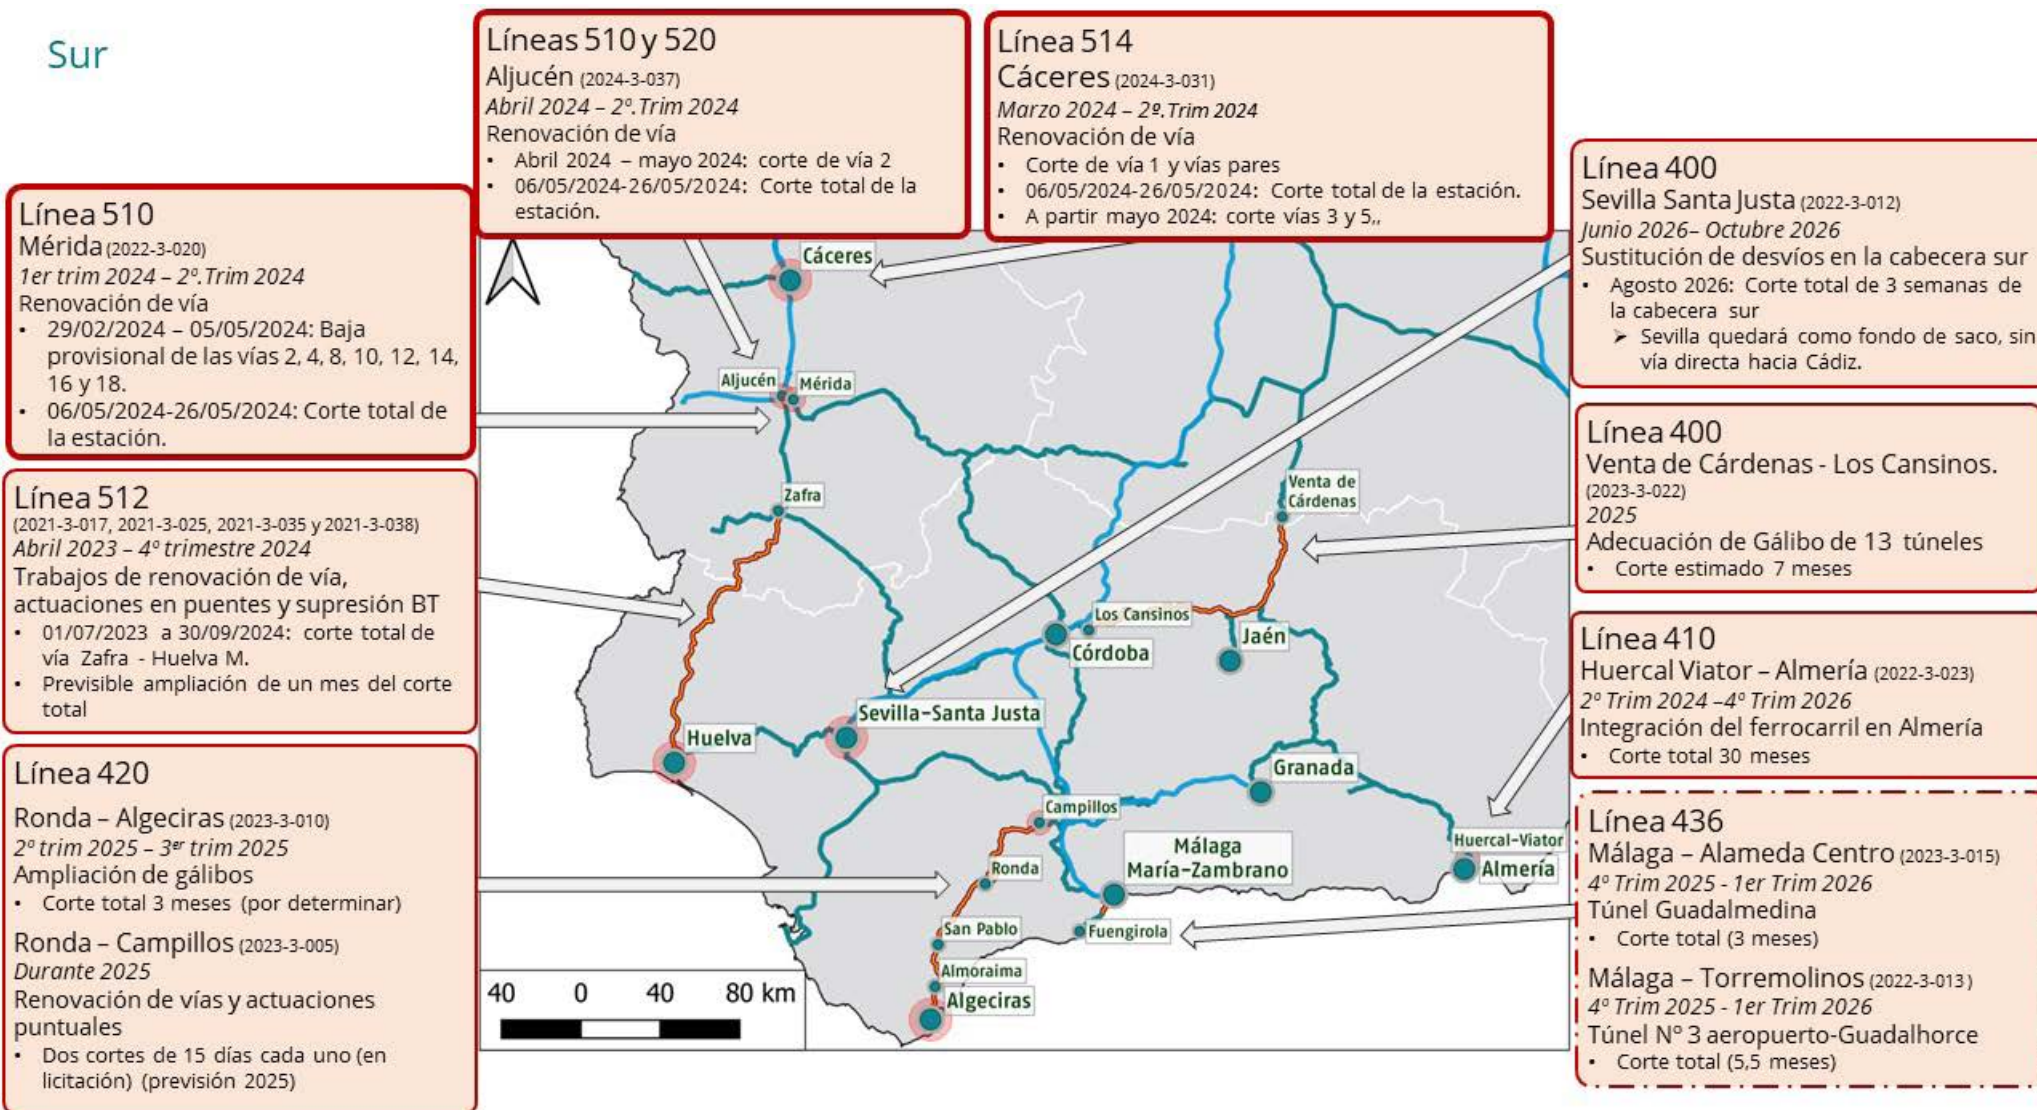 Sur
Líneas 510 y 520
Aljucén (2024-3-037)
Abril 2024 – 2º.Trim 2024
Renovación de vía
• Abril 2024 – mayo 2024: corte de vía 2
• 06/05/2024-26/05/2024: Corte total de la
estación.
Línea 514
Cáceres (2024-3-031)
Marzo 2024 – 2º.Trim 2024
Renovación de vía
• Corte de vía 1 y vías pares
• 06/05/2024-26/05/2024: Corte total de la estación.
• A partir mayo 2024: corte vías 3 y 5,,
Línea 510
Mérida (2022-3-020)
1er trim 2024 – 2º.Trim 2024
Renovación de vía
• 29/02/2024 – 05/05/2024: Baja
provisional de las vías 2, 4, 8, 10, 12, 14,
16 y 18.
• 06/05/2024-26/05/2024: Corte total de
la estación.
Línea 512
(2021-3-017, 2021-3-025, 2021-3-035 y 2021-3-038)
Abril 2023 – 4º trimestre 2024
Trabajos de renovación de vía,
actuaciones en puentes y supresión BT
• 01/07/2023 a 30/09/2024: corte total de
vía Zafra - Huelva M.
• Previsible ampliación de un mes del corte
total
Línea 420
Ronda – Algeciras (2023-3-010)
2º trim 2025 – 3er trim 2025
Ampliación de gálibos
• Corte total 3 meses (por determinar)
Ronda – Campillos (2023-3-005)
Durante 2025
Renovación de vías y actuaciones
puntuales
• Dos cortes de 15 días cada uno (en
licitación) (previsión 2025)
Cáceres
Aljucén
Mérida
Zafra
Venta de
Cárdenas
Los Cansinos
Córdoba
Jaén
Sevilla-Santa Justa
Huelva
Granada
Campillos
Málaga
María-Zambrano
Huercal-Viator
Almería
Ronda
San Pablo
Fuengirola
Almoraima
Algeciras
40 0 40 80 km
Línea 400
Sevilla Santa Justa (2022-3-012)
Junio 2026– Octubre 2026
Sustitución de desvíos en la cabecera sur
• Agosto 2026: Corte total de 3 semanas de
la cabecera sur
➢ Sevilla quedará como fondo de saco, sin
vía directa hacia Cádiz.
Línea 400
Venta de Cárdenas - Los Cansinos.
(2023-3-022)
2025
Adecuación de Gálibo de 13 túneles
• Corte estimado 7 meses
Línea 410
Huercal Viator – Almería (2022-3-023)
2º Trim 2024 –4º Trim 2026
Integración del ferrocarril en Almería
• Corte total 30 meses
Línea 436
Málaga – Alameda Centro (2023-3-015)
4º Trim 2025 - 1er Trim 2026
Túnel Guadalmedina
• Corte total (3 meses)
Málaga – Torremolinos (2022-3-013)
4º Trim 2025 - 1er Trim 2026
Túnel Nº 3 aeropuerto-Guadalhorce
• Corte total (5,5 meses)